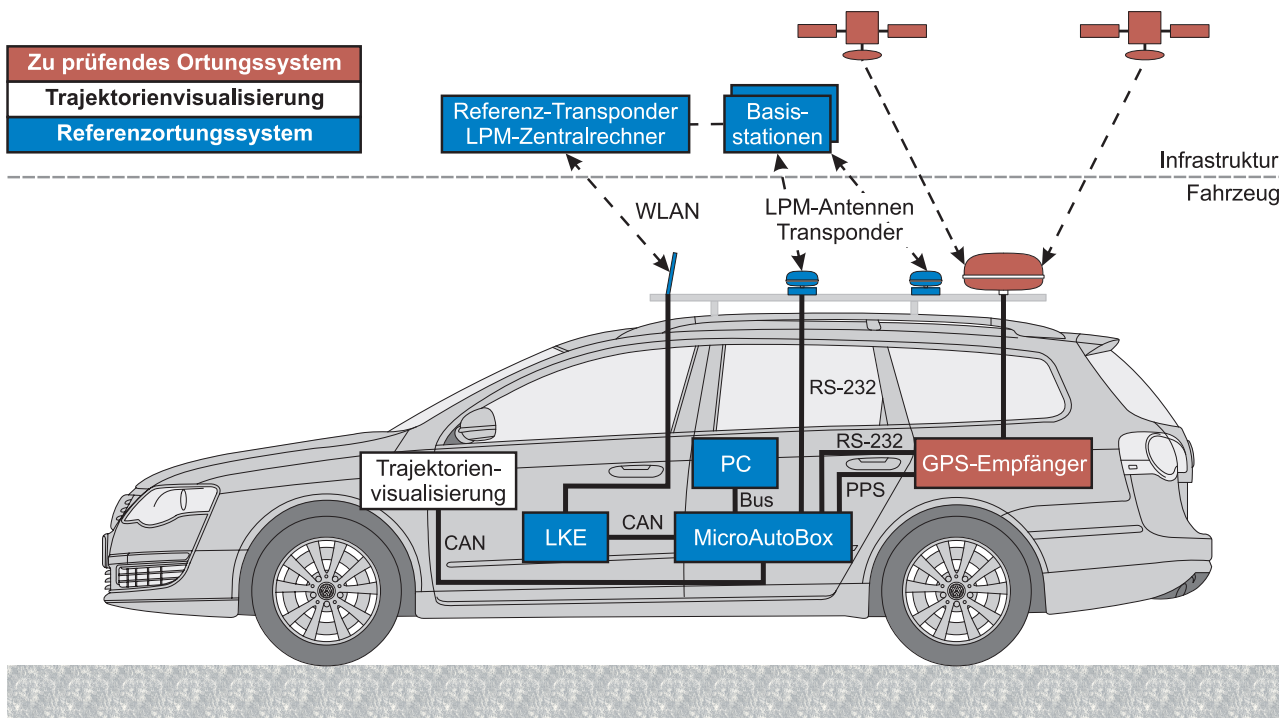 Zu prüfendes Ortungssystem
Trajektorienvisualisierung
Referenzortungssystem
Referenz-Transponder
LPM-Zentralrechner
Basis-
stationen
Infrastruktur
Fahrzeug
WLAN
LPM-Antennen
Transponder
RS-232
RS-232
Trajektorien-
visualisierung
PC
GPS-Empfänger
PPS
Bus
CAN
LKE
CAN
MicroAutoBox